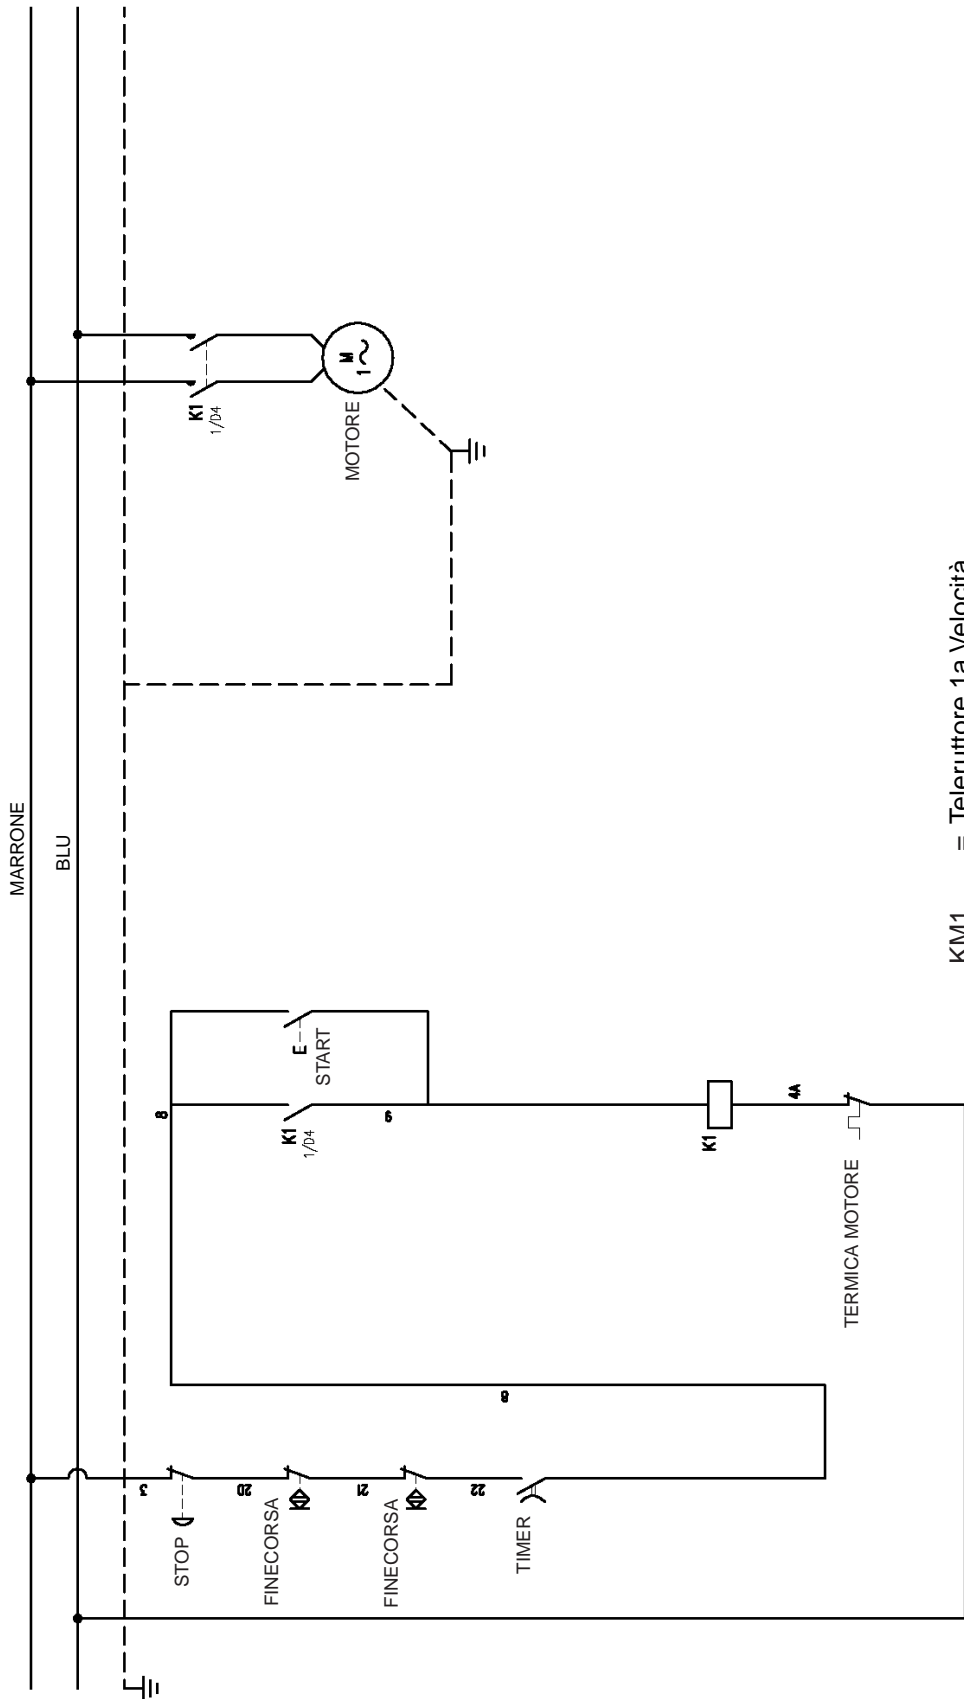 MARRONE
BLU
K1
1/D4
M
1
MOTORE
8
E
START
K1
1/D4
9
K1
4A
TERMICA MOTORE
8
3
STOP
20
FINECORSA
21
FINECORSA
22
TIMER
KM1 = Teleruttore 1a Velocità